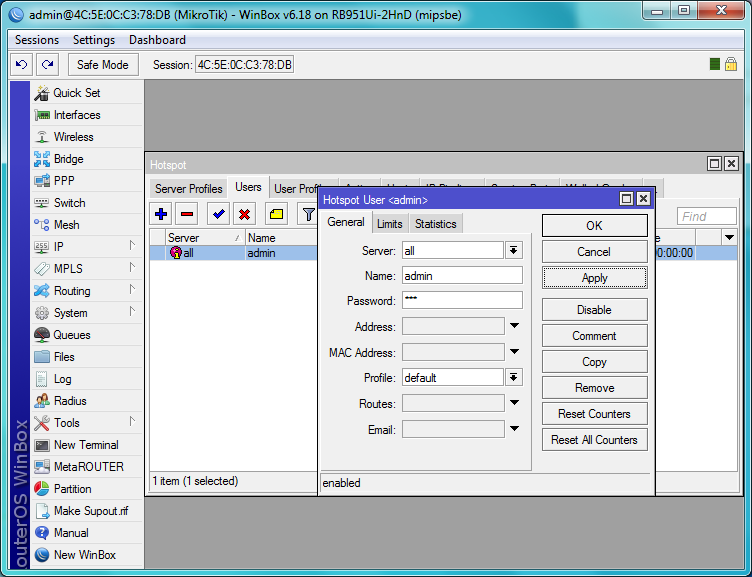 admin@4C:5E:0C:C3:78:DB (MikroTik) - WinBox v6.18 on RB951Ui-2HnD (mipsbe)
Sessions Settings Dashboard
Safe Mode Session: 4C:5E:0C:C3:78:DB
outerOS WinBox
Quick Set
Interfaces
Wireless
Bridge
PPP
Switch
Mesh
IP
MPLS
Routing
System
Queues
Files
Log
Radius
Tools
New Terminal
MetaROUTER
Partition
Make Supout.rif
Manual
New WinBox
Hotspot
Server Profiles Users User Profiles
Find
Server Name
all admin 00:00:00
1 item (1 selected)
Hotspot User <admin>
General Limits Statistics
Server: all
Name: admin
Password: ***
Address:
MAC Address:
Profile: default
Routes:
Email:
OK
Cancel
Apply
Disable
Comment
Copy
Remove
Reset Counters
Reset All Counters
enabled